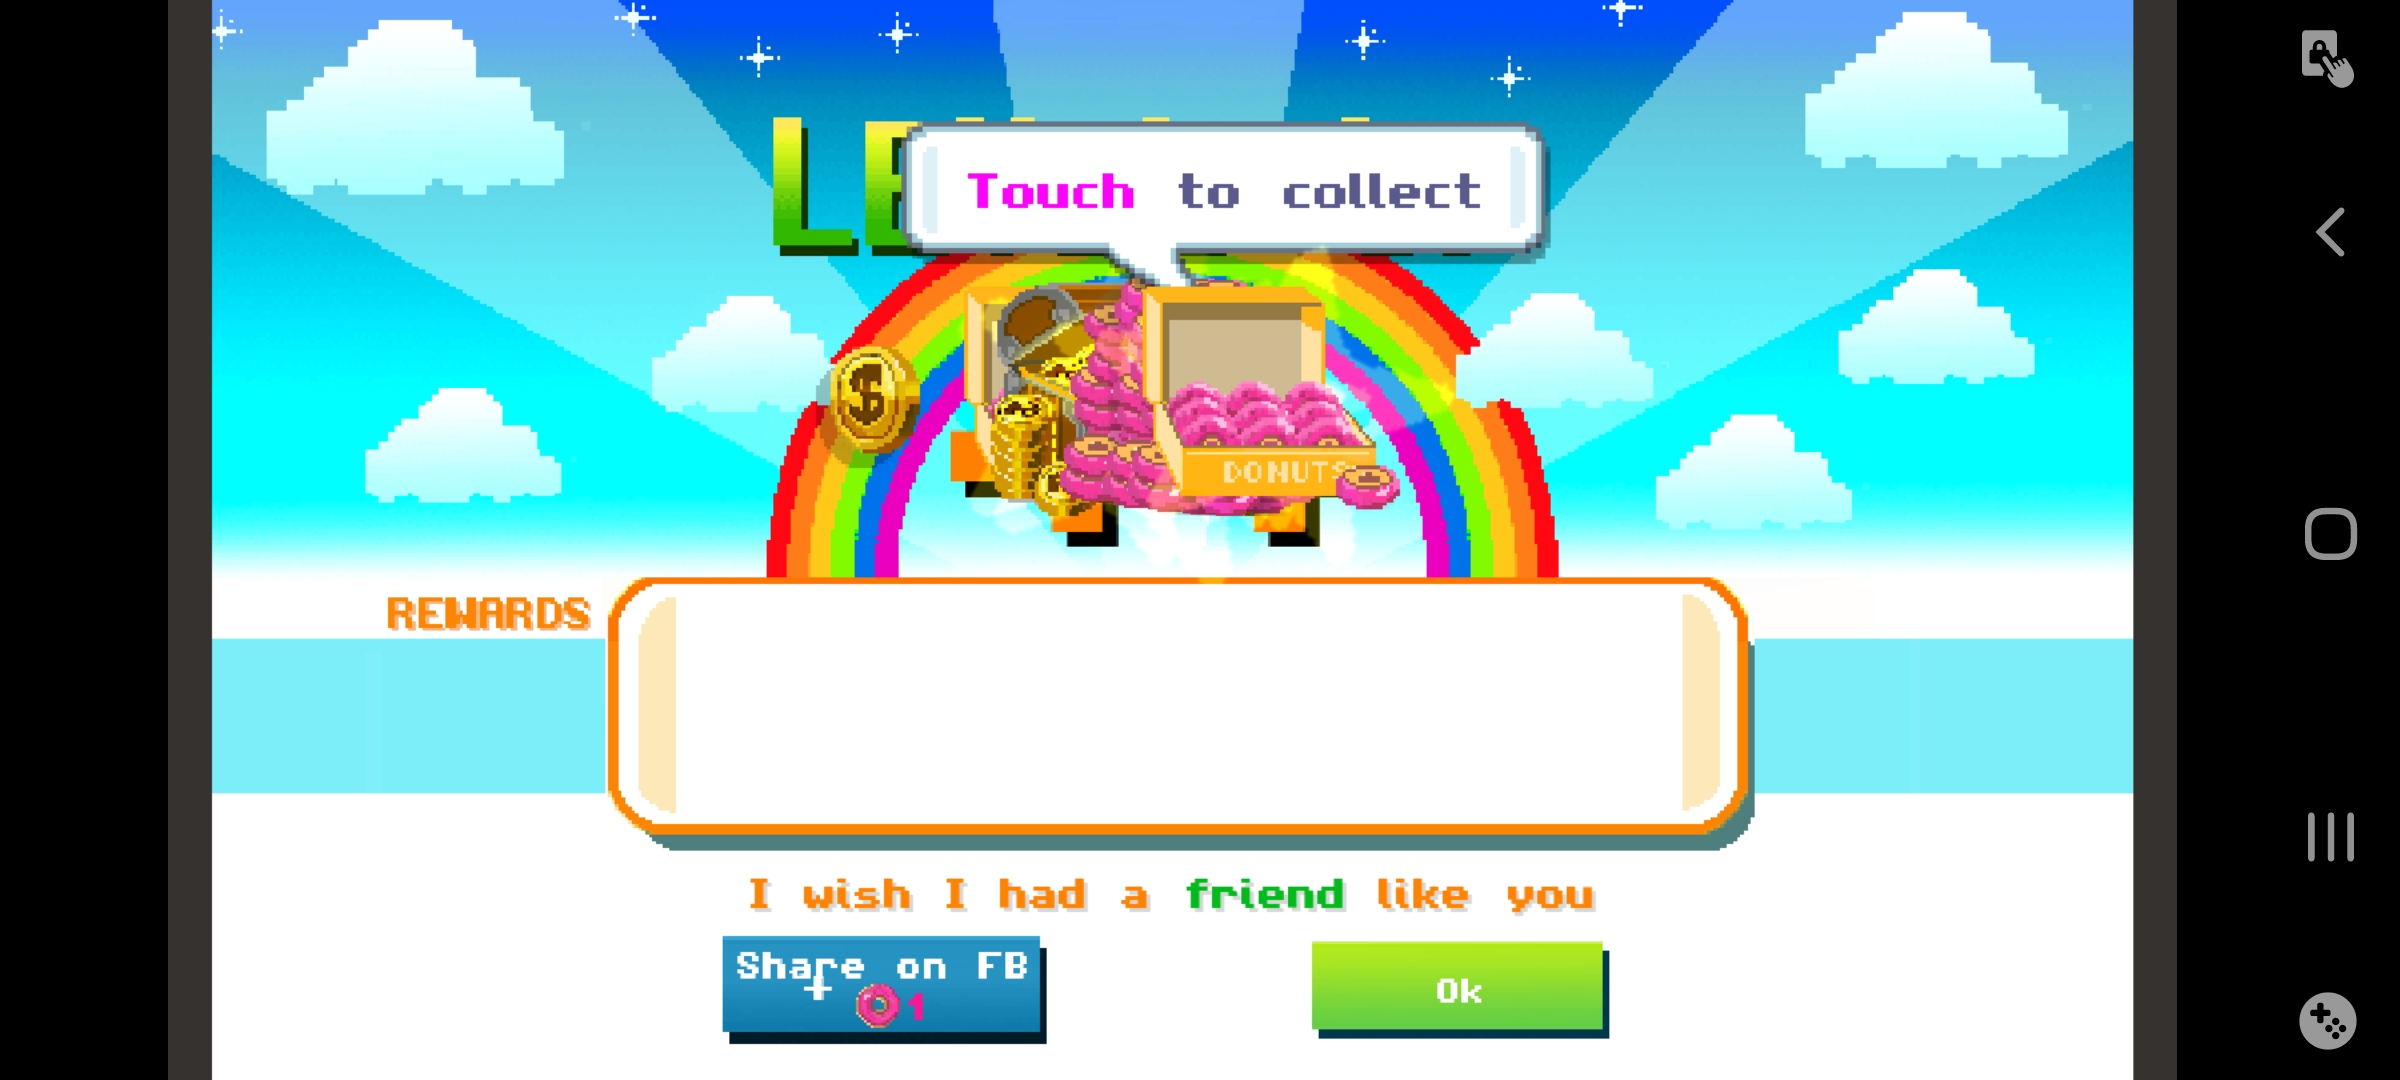 Touch to collect
$
DONUTS
REWARDS
I wish I had a friend like you
Share on FB
+ 1
Ok